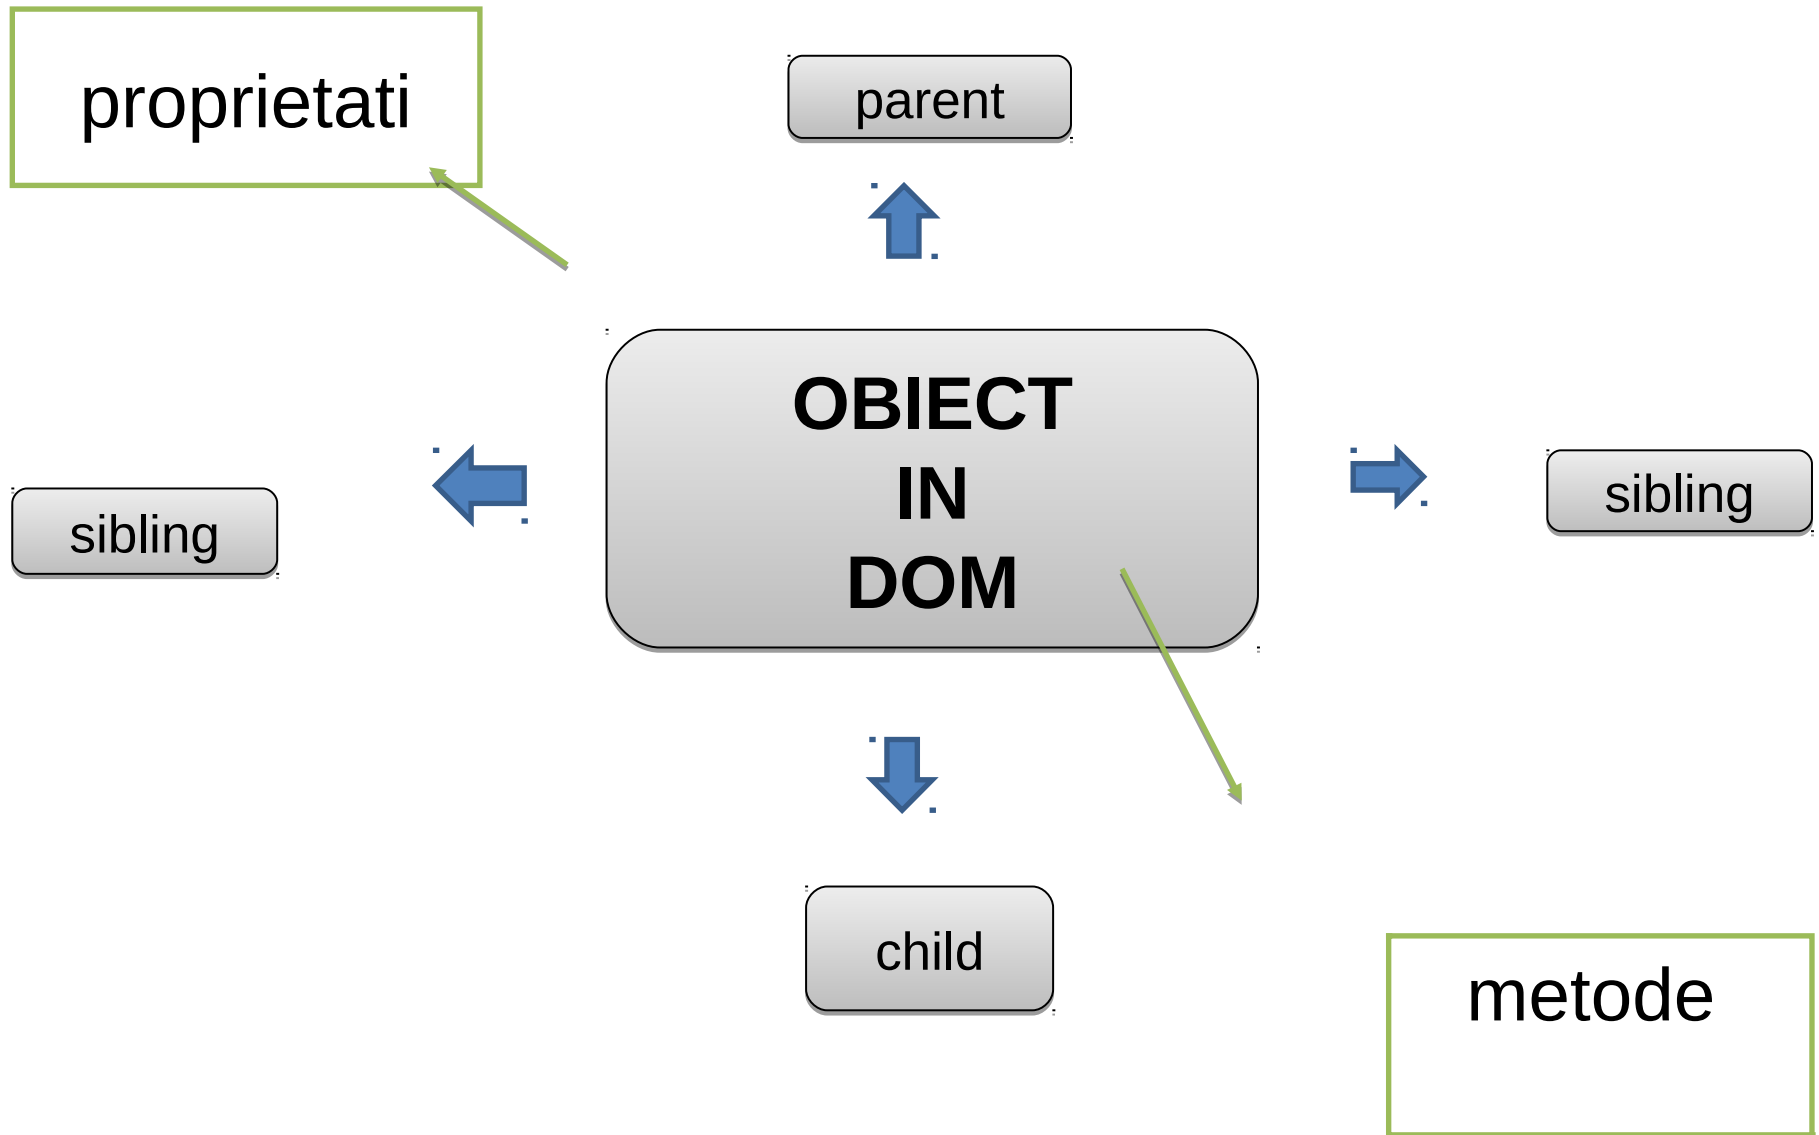 proprietati
parent
OBIECT
IN
DOM
sibling
sibling
child
metode